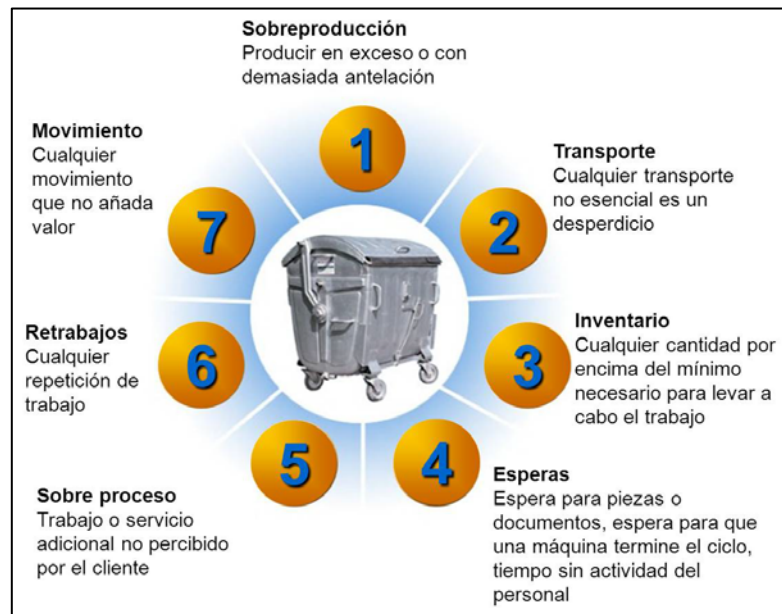 1
Sobreproducción
Producir en exceso o con
demasiada antelación
2
Transporte
Cualquier transporte
no esencial es un
desperdicio
3
Inventario
Cualquier cantidad por
encima del mínimo
necesario para levar a
cabo el trabajo
4
Esperas
Espera para piezas o
documentos, espera para que
una máquina termine el ciclo,
tiempo sin actividad del
personal
5
Sobre proceso
Trabajo o servicio
adicional no percibido
por el cliente
6
Retrabajos
Cualquier
repetición de
trabajo
7
Movimiento
Cualquier
movimiento
que no añada
valor